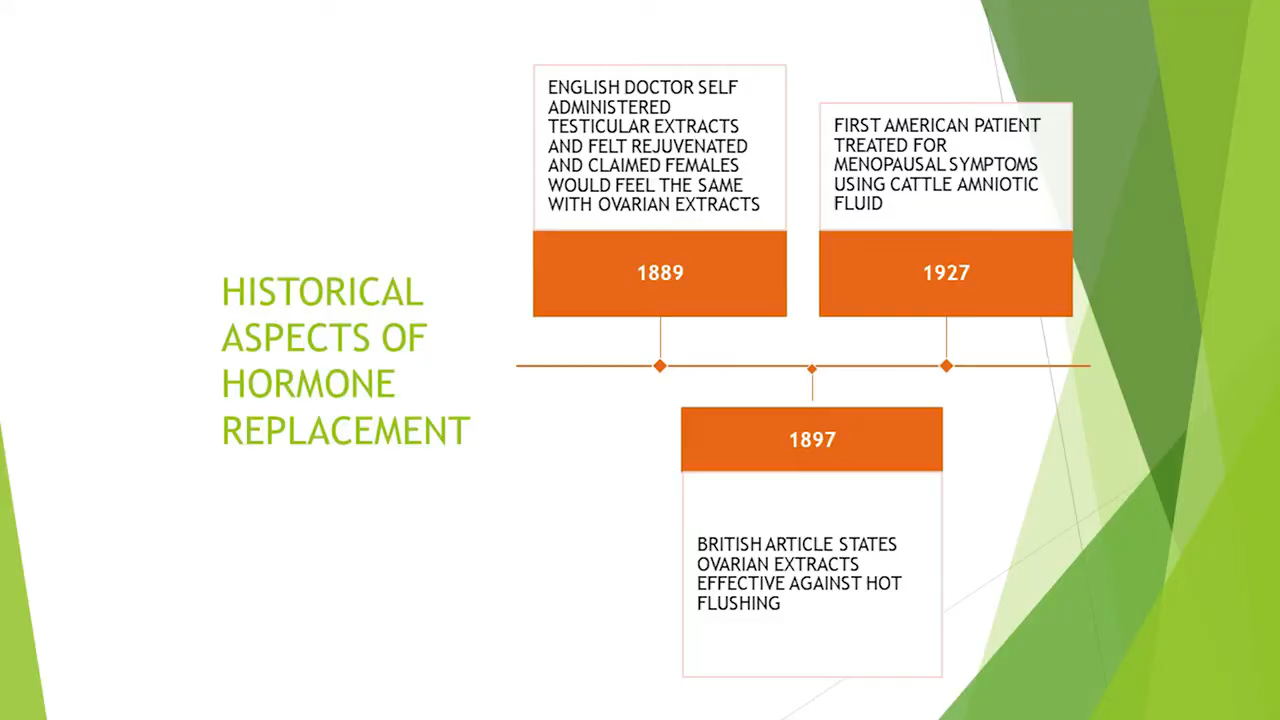 HISTORICAL
ASPECTS OF
HORMONE
REPLACEMENT
ENGLISH DOCTOR SELF
ADMINISTERED
TESTICULAR EXTRACTS
AND FELT REJUVENATED
AND CLAIMED FEMALES
WOULD FEEL THE SAME
WITH OVARIAN EXTRACTS
1889
1897
BRITISH ARTICLE STATES
OVARIAN EXTRACTS
EFFECTIVE AGAINST HOT
FLUSHING
FIRST AMERICAN PATIENT
TREATED FOR
MENOPAUSAL SYMPTOMS
USING CATTLE AMNIOTIC
FLUID
1927